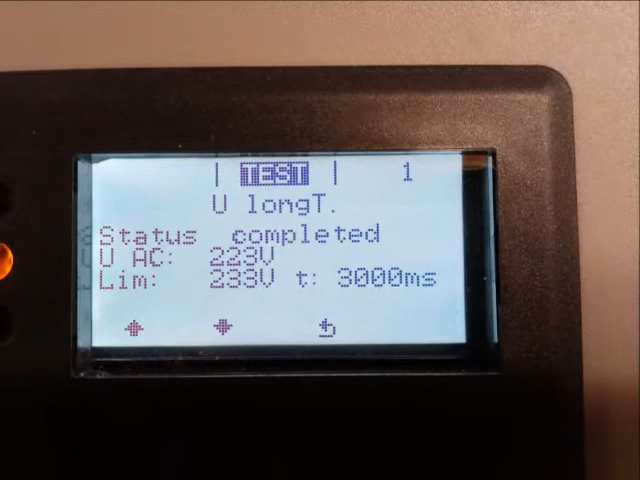 | TEST | 1
U longT.
Status completed
U AC: 223V
Lim: 233V t: 3000ms